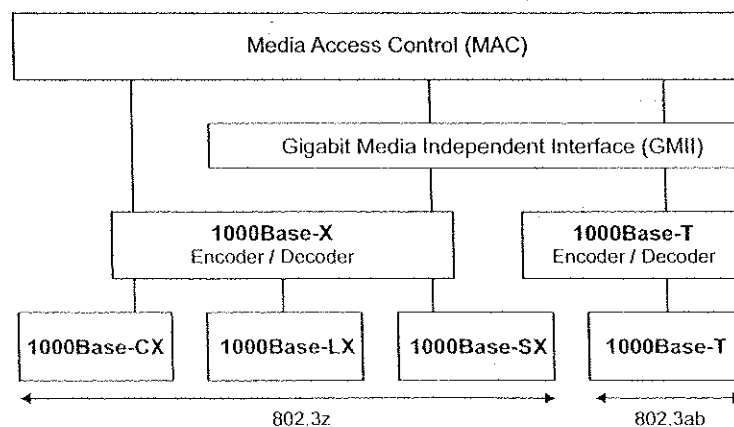 Media Access Control (MAC)
Gigabit Media Independent Interface (GMII)
1000Base-X
Encoder / Decoder
1000Base-T
Encoder / Decoder
1000Base-CX
1000Base-LX
1000Base-SX
1000Base-T
802.3z
802.3ab